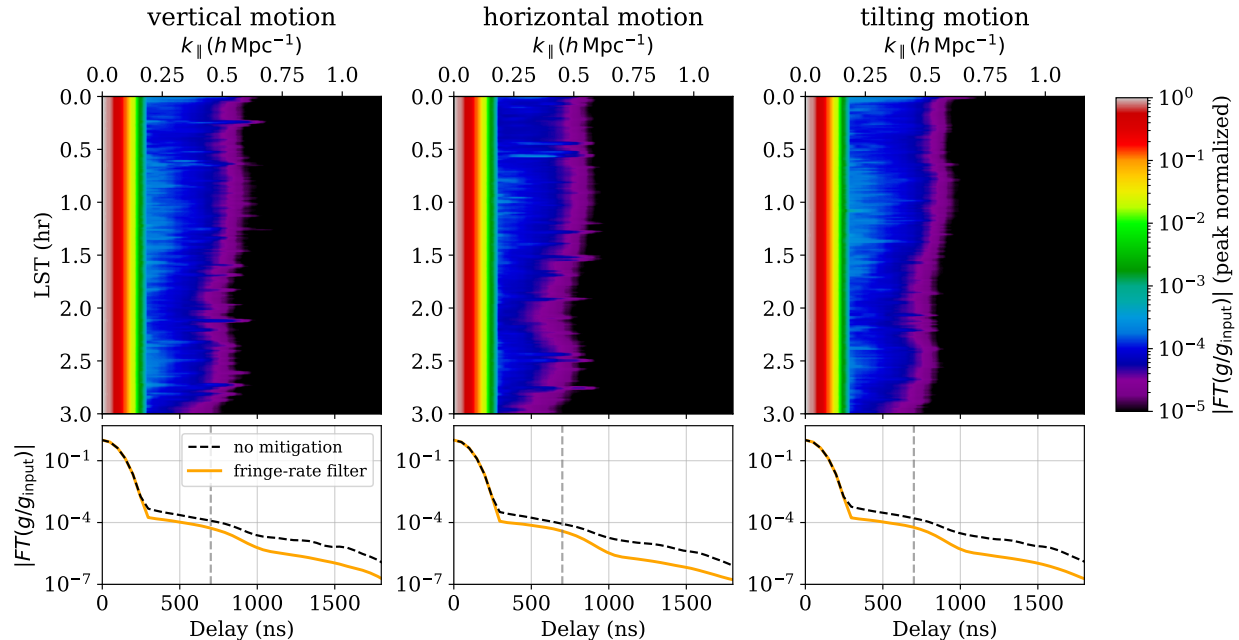 vertical motion horizontal motion tilting motion
k∥ (h Mpc⁻¹) k∥ (h Mpc⁻¹) k∥ (h Mpc⁻¹)
0.0 0.25 0.5 0.75 1.0 0.0 0.25 0.5 0.75 1.0 0.0 0.25 0.5 0.75 1.0
LST (hr)
0.0
0.5
1.0
1.5
2.0
2.5
3.0
10⁰
10⁻¹
10⁻²
10⁻³
10⁻⁴
10⁻⁵
|FT(g/g_input)| (peak normalized)
|FT(g/g_input)|
10⁻¹
10⁻⁴
10⁻⁷
no mitigation
fringe-rate filter
0 500 1000 1500 0 500 1000 1500 0 500 1000 1500
Delay (ns) Delay (ns) Delay (ns)